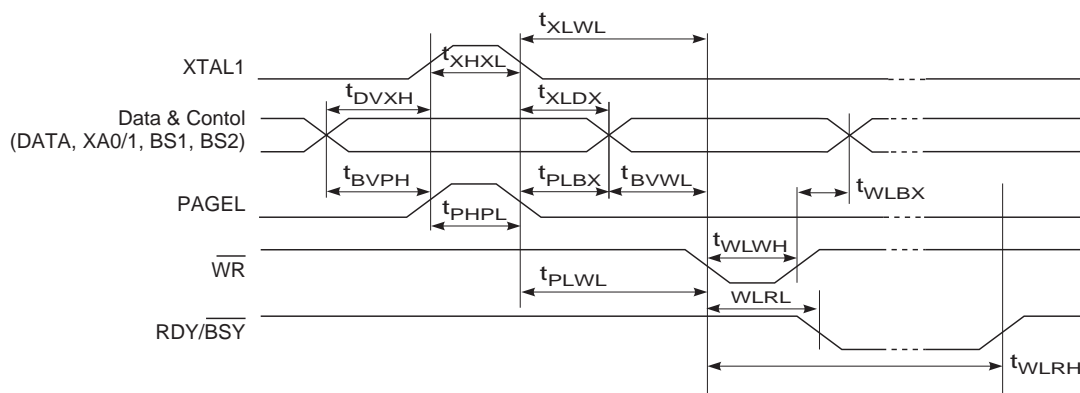 tXLWL
XTAL1
tXHXL
tDVXH
tXLDX
Data & Contol
(DATA, XA0/1, BS1, BS2)
tBVPH
tPLBX
tBVWL
tWLBX
PAGEL
tPHPL
WR
tWLWH
tPLWL
WLRL
RDY/BSY
tWLRH